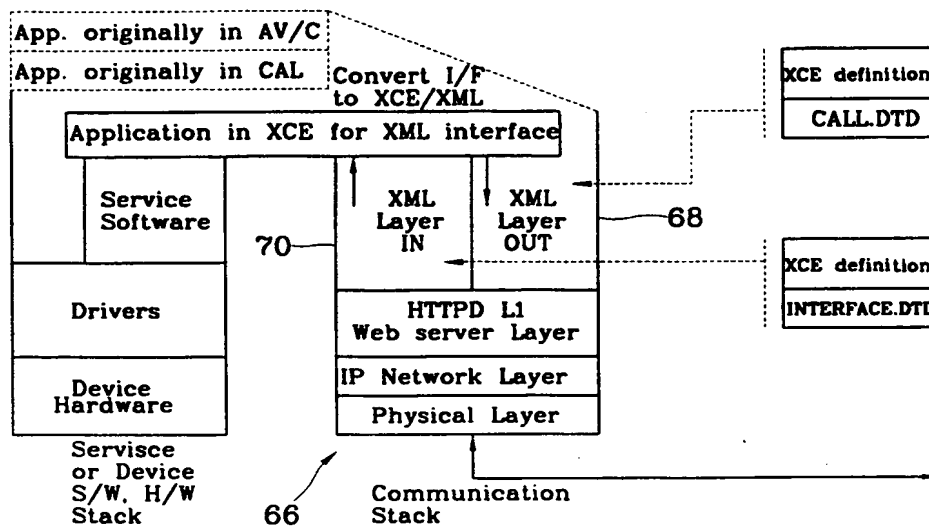 App. originally in AV/C
App. originally in CAL
Convert I/F
to XCE/XML
Application in XCE for XML interface
Service
Software
Drivers
Device
Hardware
Servisce
or Device
S/W, H/W
Stack
70
XML
Layer
IN
XML
Layer
OUT
68
HTTPD L1
Web server Layer
IP Network Layer
Physical Layer
66
Communication
Stack
XCE definition
CALL.DTD
XCE definition
INTERFACE.DTD